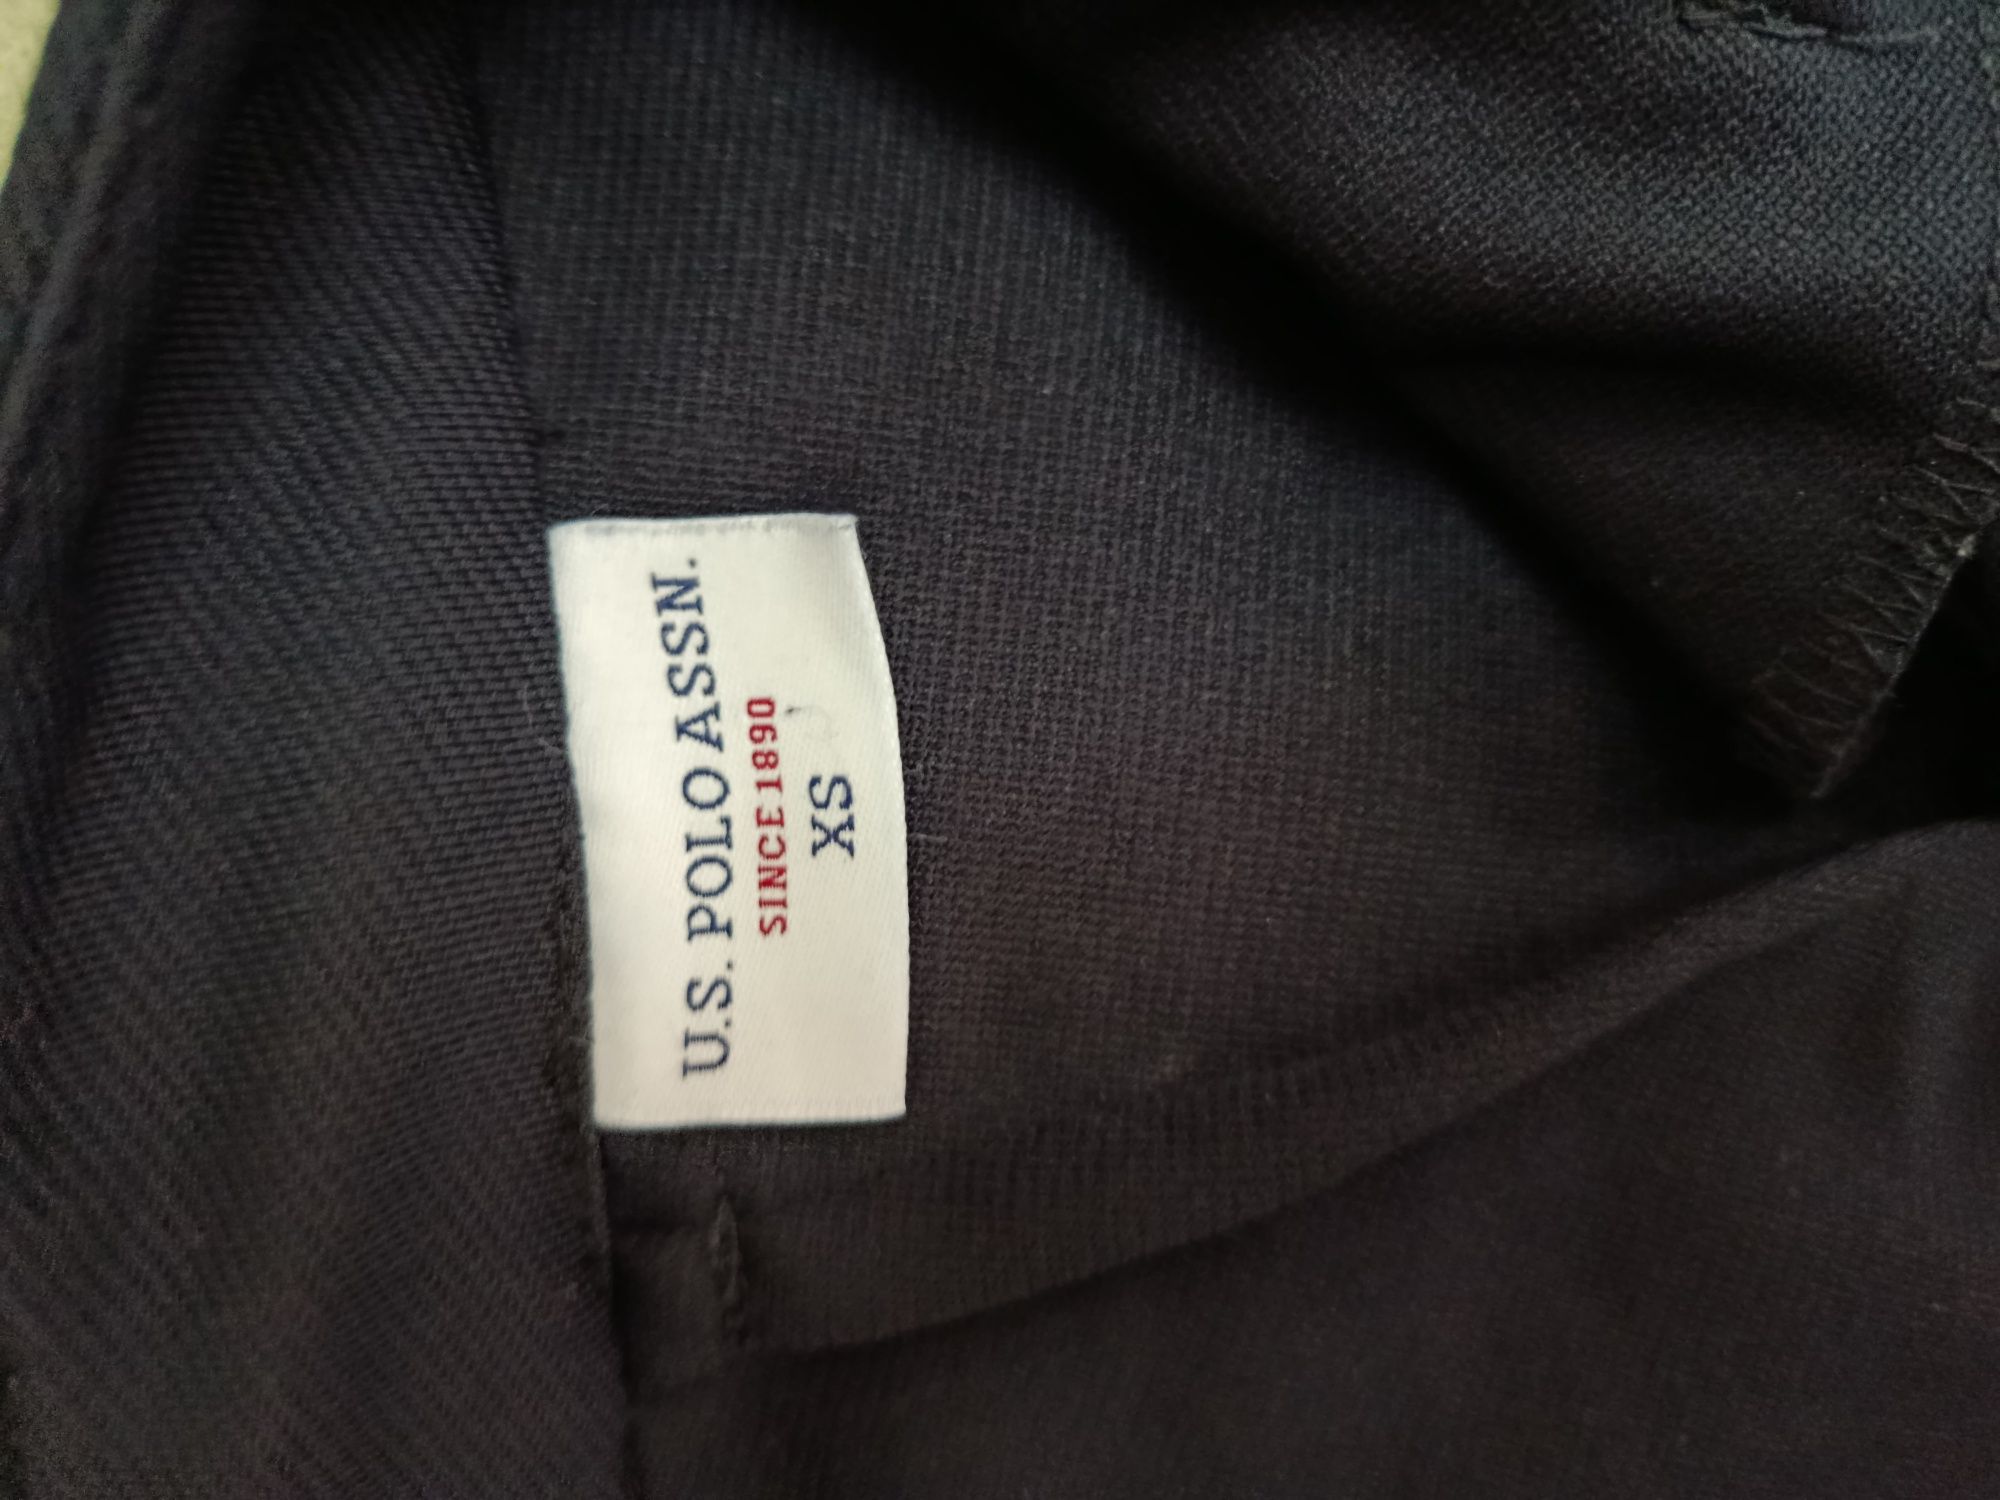 U.S. POLO ASSN.
SINCE 1890
XS